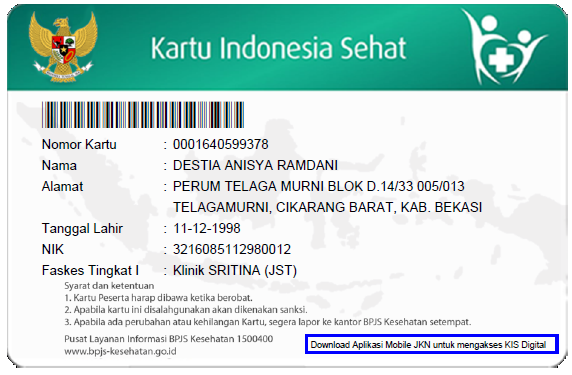 Kartu Indonesia Sehat
Nomor Kartu : 0001640599378
Nama : DESTIA ANISYA RAMDANI
Alamat : PERUM TELAGA MURNI BLOK D.14/33 005/013
TELAGAMURNI, CIKARANG BARAT, KAB. BEKASI
Tanggal Lahir : 11-12-1998
NIK : 3216085112980012
Faskes Tingkat I : Klinik SRITINA (JST)
Syarat dan ketentuan
1. Kartu Peserta harap dibawa ketika berobat.
2. Apabila kartu ini disalahgunakan akan dikenakan sanksi.
3. Apabila ada perubahan atau kehilangan Kartu, segera lapor ke kantor BPJS Kesehatan setempat.
Pusat Layanan Informasi BPJS Kesehatan 1500400
www.bpjs-kesehatan.go.id
Download Aplikasi Mobile JKN untuk mengakses KIS Digital